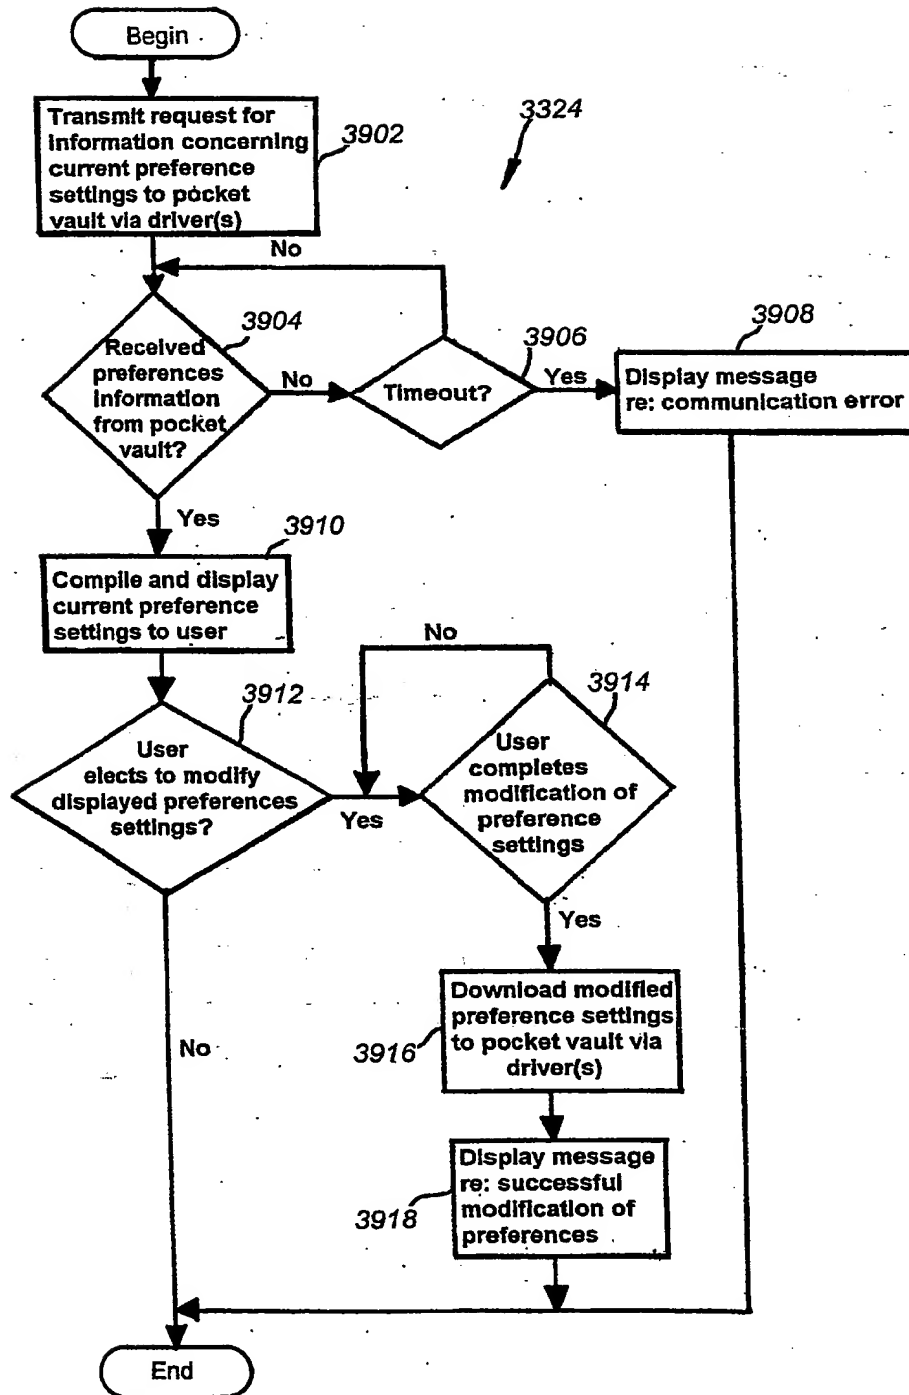 Begin
3324
Transmit request for
information concerning
current preference
settings to pocket
vault via driver(s)
3902
No
3904
Received
preferences
information
from pocket
vault?
No
3906
Timeout?
Yes
3908
Display message
re: communication error
Yes
3910
Compile and display
current preference
settings to user
No
3912
User
elects to modify
displayed preferences
settings?
Yes
3914
User
completes
modification of
preference
settings
Yes
No
Download modified
preference settings
to pocket vault via
driver(s)
3916
Display message
re: successful
modification of
preferences
3918
End